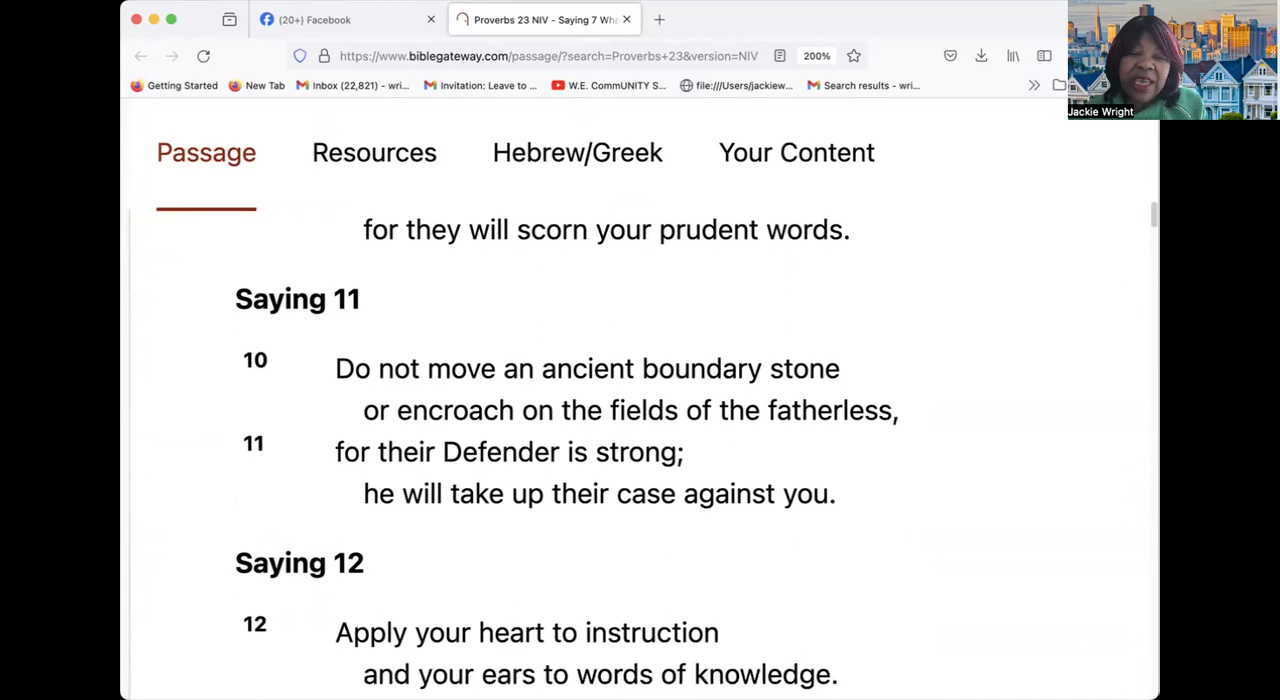 (20+) Facebook
Proverbs 23 NIV - Saying 7 Whe
https://www.biblegateway.com/passage/?search=Proverbs+23&version=NIV
200%
Getting Started
New Tab
Inbox (22,821) - wri...
Invitation: Leave to ...
W.E. CommUNITY S...
file:///Users/jackiew...
Search results - wri...
Jackie Wright
Passage
Resources
Hebrew/Greek
Your Content
for they will scorn your prudent words.
Saying 11
10 Do not move an ancient boundary stone
or encroach on the fields of the fatherless,
11 for their Defender is strong;
he will take up their case against you.
Saying 12
12 Apply your heart to instruction
and your ears to words of knowledge.